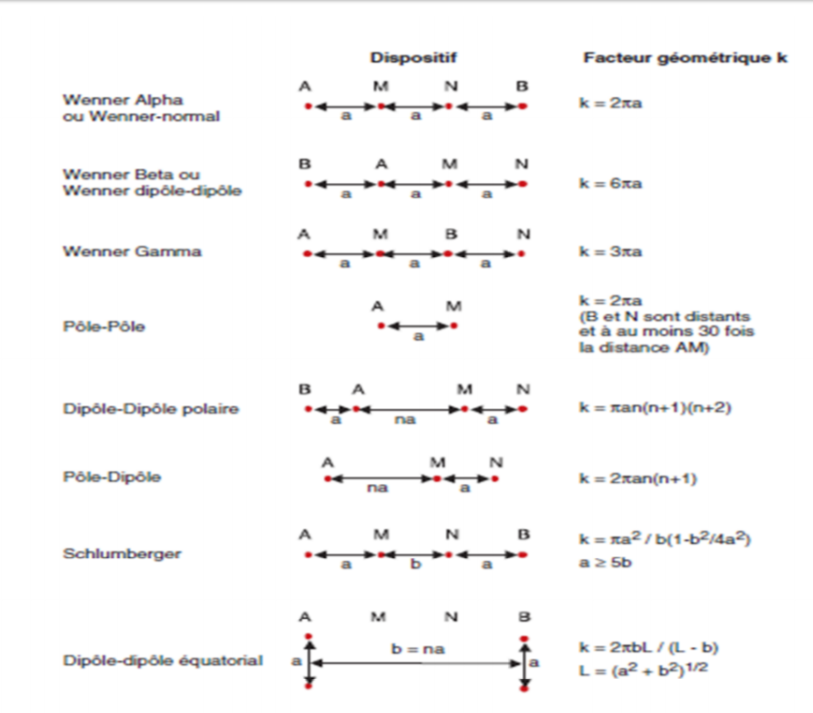 Dispositif Facteur géométrique k
A M N B
Wenner Alpha
ou Wenner-normal
a a a
k = 2πa
B A M N
Wenner Beta ou
Wenner dipôle-dipôle
a a a
k = 6πa
A M B N
Wenner Gamma
a a a
k = 3πa
A M
Pôle-Pôle
a
k = 2πa
(B et N sont distants
et à au moins 30 fois
la distance AM)
B A M N
Dipôle-Dipôle polaire
a na a
k = πan(n+1)(n+2)
A M N
Pôle-Dipôle
na a
k = 2πan(n+1)
A M N B
Schlumberger
a b a
k = πa²/b(1-b²/4a²)
a ≥ 5b
A M N B
Dipôle-dipôle équatorial
a b = na a
k = 2πbL / (L - b)
L = (a² + b²)^1/2